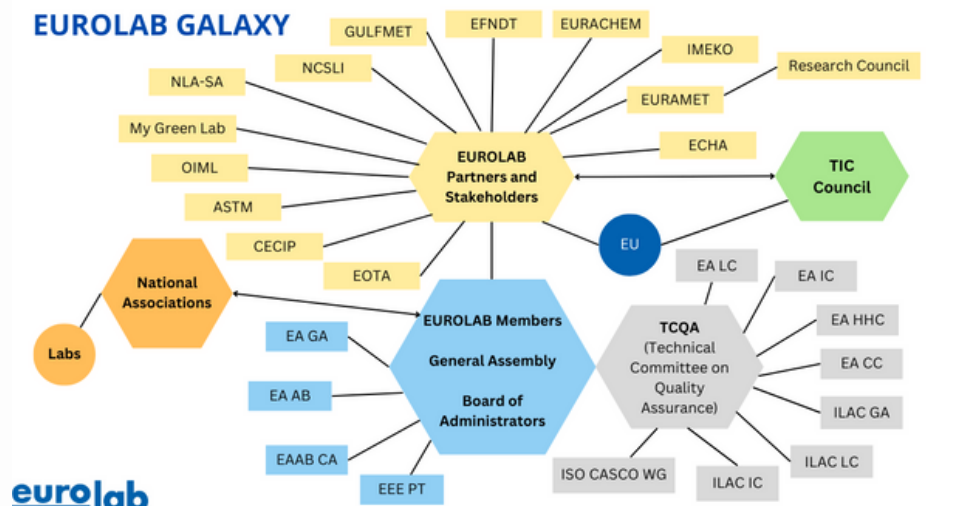 EUROLAB GALAXY
GULFMET
EFNDT
EURACHEM
IMEKO
Research Council
NCSLI
NLA-SA
EURAMET
My Green Lab
ECHA
OIML
EUROLAB
Partners and
Stakeholders
TIC
Council
ASTM
CECIP
EU
EOTA
National
Associations
Labs
EA LC
EA IC
EA HHC
EA CC
ILAC GA
ILAC LC
ILAC IC
ISO CASCO WG
TCQA
(Technical
Committee on
Quality
Assurance)
EUROLAB Members
General Assembly
Board of
Administrators
EA GA
EA AB
EAAB CA
EEE PT
eurolab